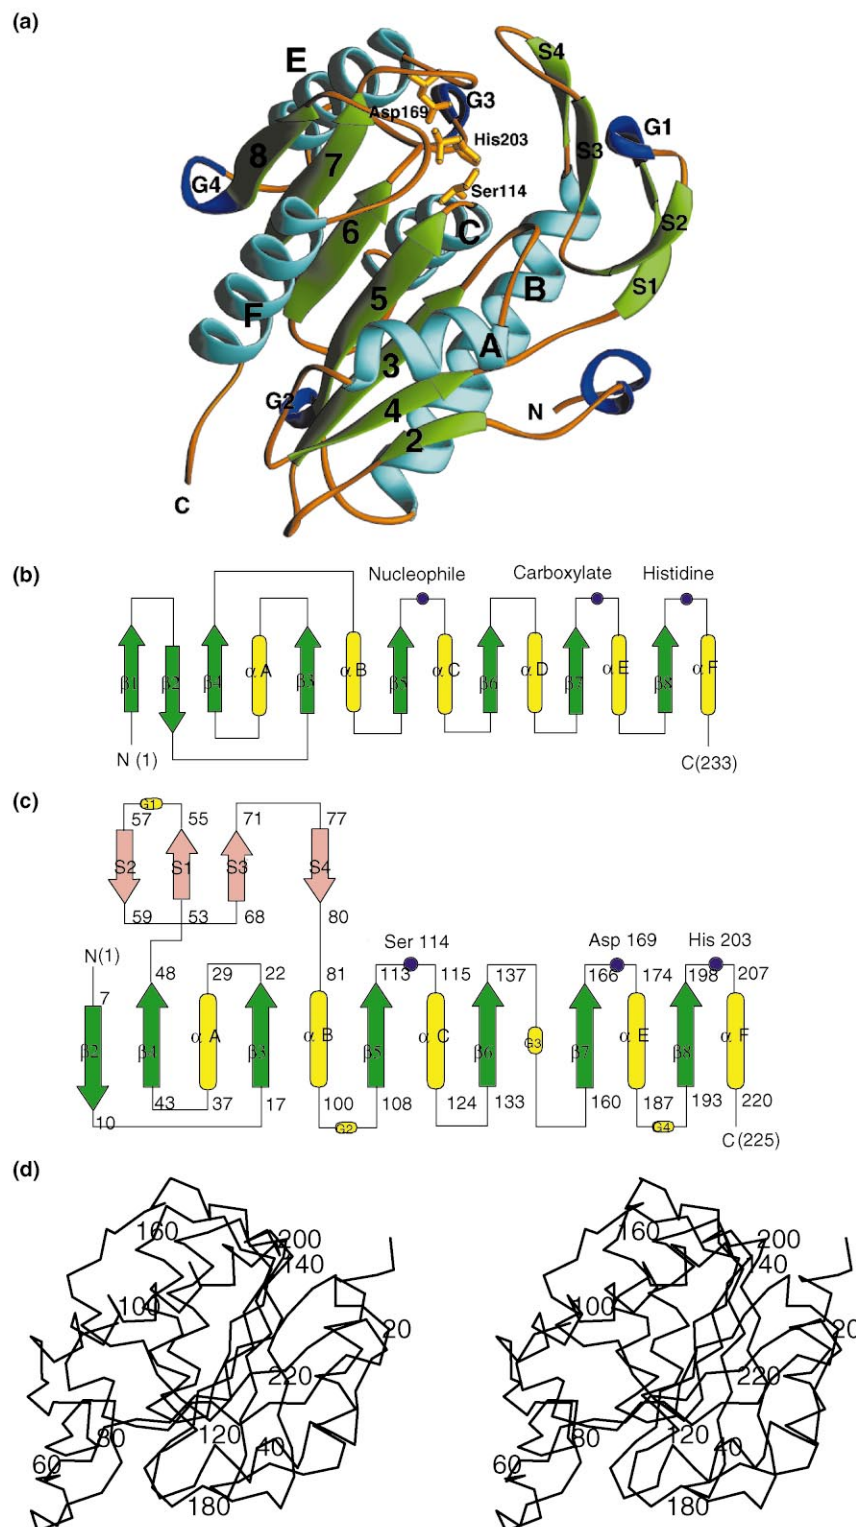 (a)
E
S4
G3
Asp169
G1
His203
S3
8
7
G4
Ser114
C
S2
6
B
S1
5
F
A
3
G2
N
4
2
C
(b)
Nucleophile Carboxylate Histidine
β1 β2 β4 α A β3 α B β5 α C β6 α D β7 α E β8 α F
N (1) C(233)
(c)
57 G1 55 71 77
S2 S1 S3 S4
59 53 68 80
N(1) Ser 114 Asp 169 His 203
7 48 29 22 81 113 115 137 166 174 198 207
β2 β4 α A β3 α B β5 α C β6 G3 β7 α E β8 α F
10 43 37 17 100 108 124 133 160 187 193 220
G2 G4
C (225)
(d)
160 200 160 200
140 40
100 20 100 20
220 220
80 120 40 80 120 40
60 60
180 180